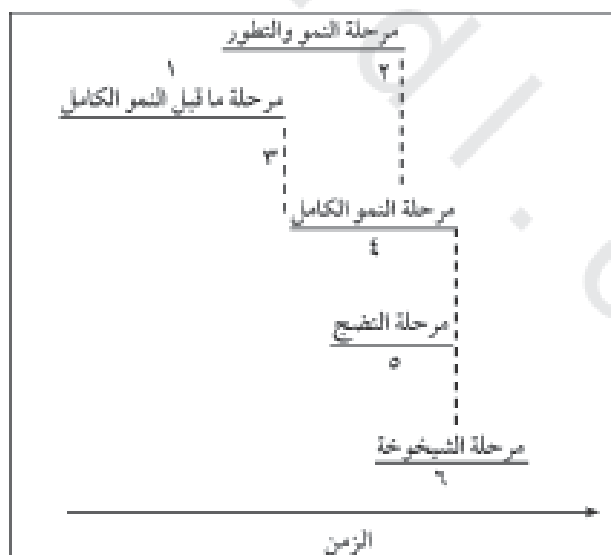 مرحلة النمو والتطور
١
٢
مرحلة ما قبل النمو الكامل
٣
مرحلة النمو الكامل
٤
مرحلة النضج
٥
مرحلة الشيخوخة
٦
الزمن